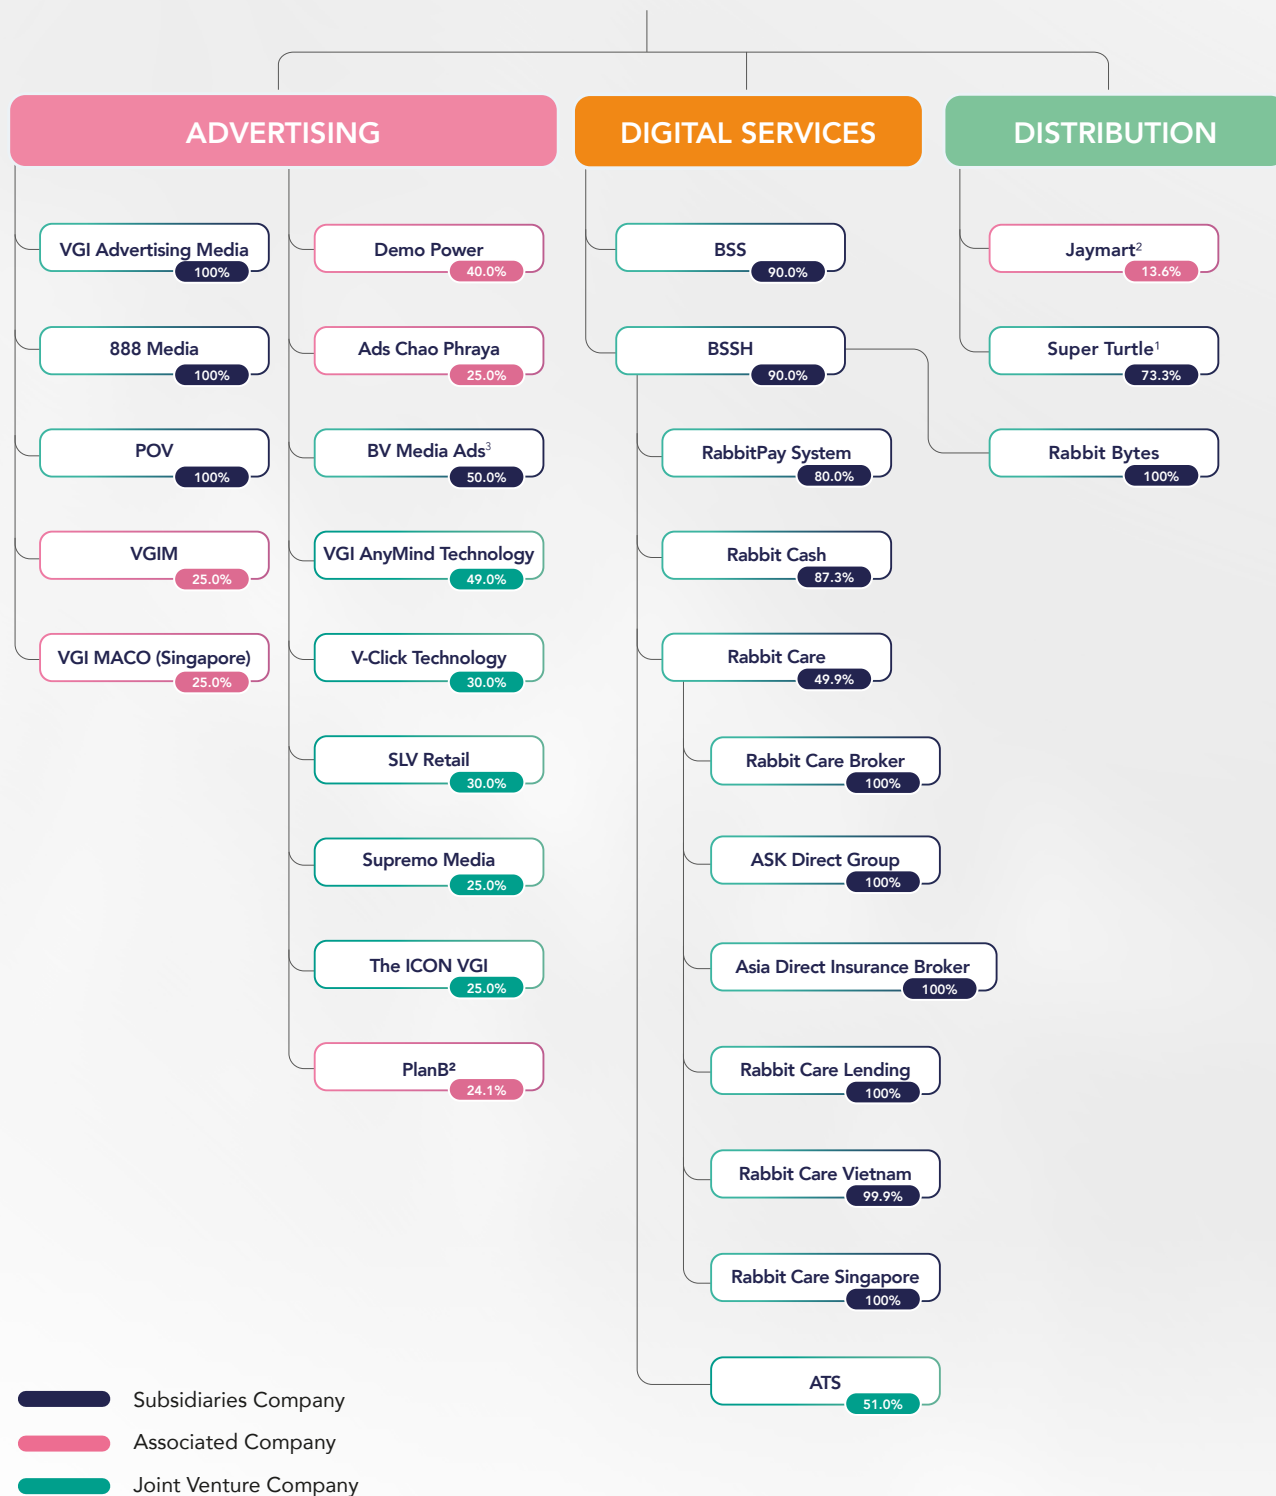 ADVERTISING
VGI Advertising Media
100%
888 Media
100%
POV
100%
VGIM
25.0%
VGI MACO (Singapore)
25.0%
Demo Power
40.0%
Ads Chao Phraya
25.0%
BV Media Ads³
50.0%
VGI AnyMind Technology
49.0%
V-Click Technology
30.0%
SLV Retail
30.0%
Supremo Media
25.0%
The ICON VGI
25.0%
PlanB²
24.1%
DIGITAL SERVICES
BSS
90.0%
BSSH
90.0%
RabbitPay System
80.0%
Rabbit Cash
87.3%
Rabbit Care
49.9%
Rabbit Care Broker
100%
ASK Direct Group
100%
Asia Direct Insurance Broker
100%
Rabbit Care Lending
100%
Rabbit Care Vietnam
99.9%
Rabbit Care Singapore
100%
ATS
51.0%
DISTRIBUTION
Jaymart²
13.6%
Super Turtle¹
73.3%
Rabbit Bytes
100%
Subsidiaries Company
Associated Company
Joint Venture Company